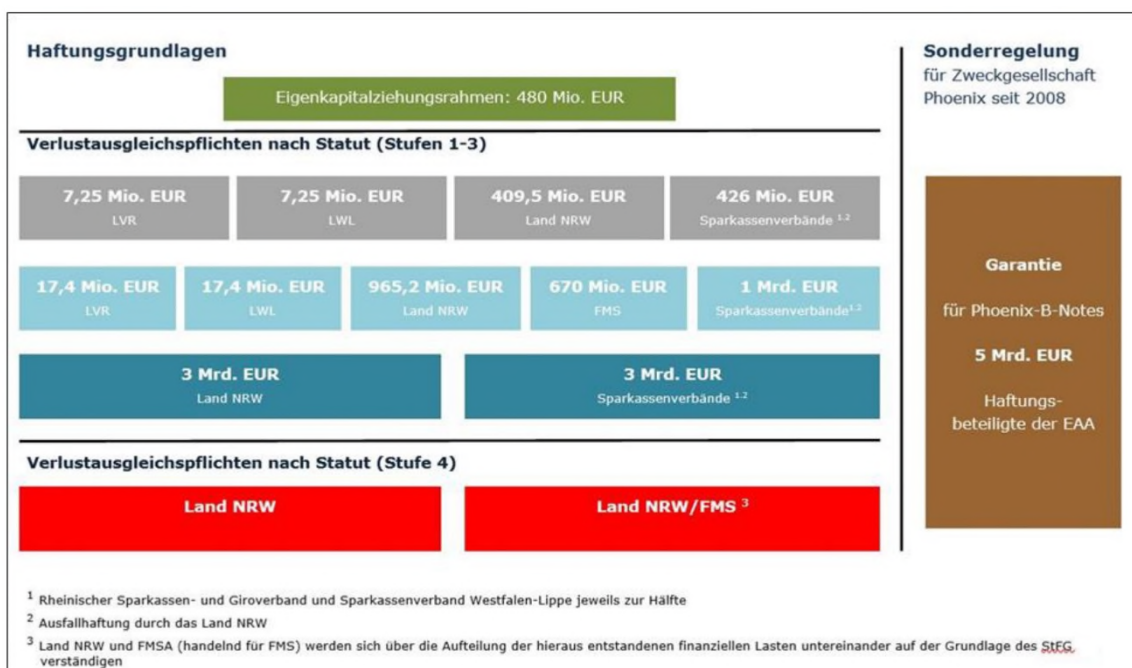 Haftungsgrundlagen
Eigenkapitalziehungsrahmen: 480 Mio. EUR
Verlustausgleichspflichten nach Statut (Stufen 1-3)
7,25 Mio. EUR
LVR
7,25 Mio. EUR
LWL
409,5 Mio. EUR
Land NRW
426 Mio. EUR
Sparkassenverbände 1.2
17,4 Mio. EUR
LVR
17,4 Mio. EUR
LWL
965,2 Mio. EUR
Land NRW
670 Mio. EUR
FMS
1 Mrd. EUR
Sparkassenverbände1.2
3 Mrd. EUR
Land NRW
3 Mrd. EUR
Sparkassenverbände 1.2
Verlustausgleichspflichten nach Statut (Stufe 4)
Land NRW
Land NRW/FMS 3
Sonderregelung
für Zweckgesellschaft
Phoenix seit 2008
Garantie
für Phoenix-B-Notes
5 Mrd. EUR
Haftungs-
beteiligte der EAA
1 Rheinischer Sparkassen- und Giroverband und Sparkassenverband Westfalen-Lippe jeweils zur Hälfte
2 Ausfallhaftung durch das Land NRW
3 Land NRW und FMSA (handelnd für FMS) werden sich über die Aufteilung der hieraus entstandenen finanziellen Lasten untereinander auf der Grundlage des StFG
verständigen